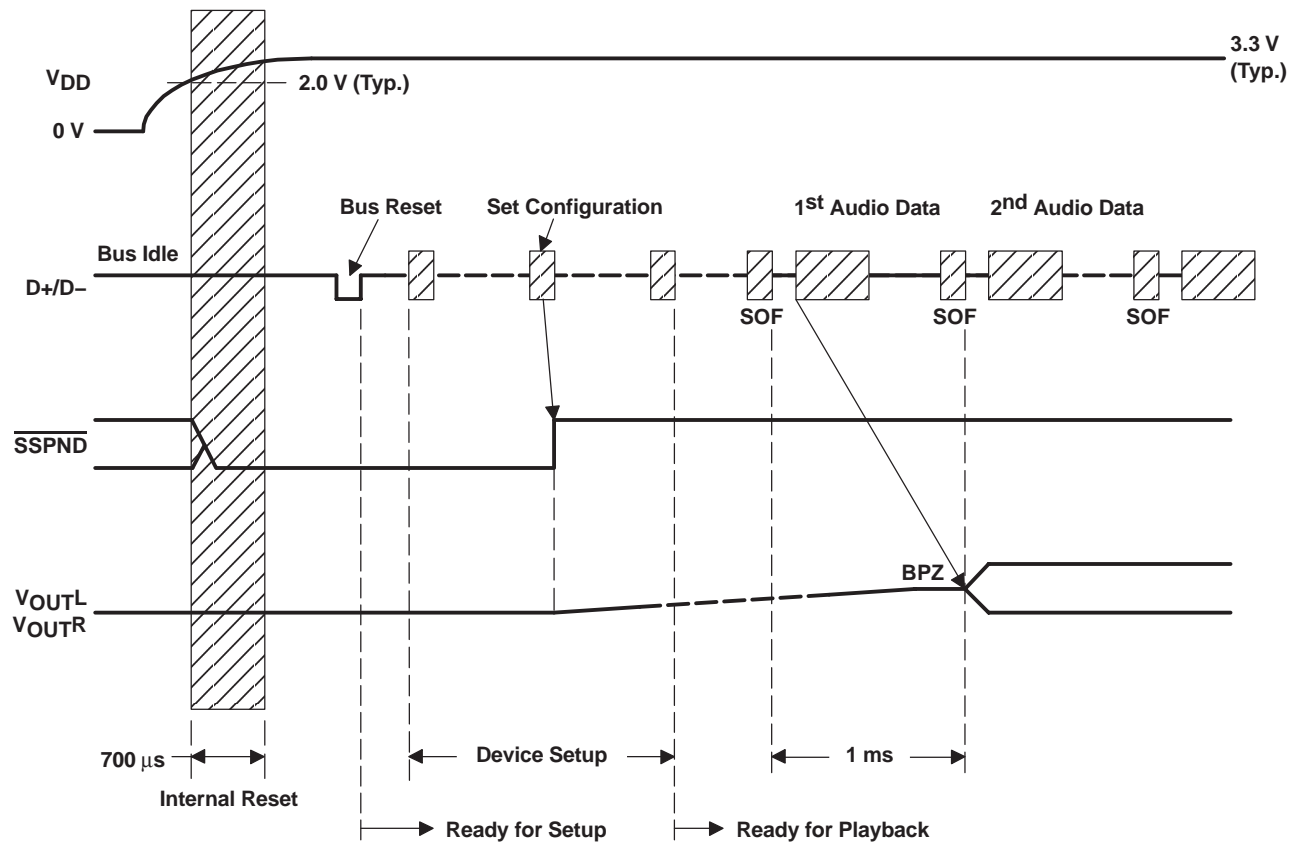 3.3 V
(Typ.)
VDD
2.0 V (Typ.)
0 V
Bus Reset
Set Configuration
1st Audio Data
2nd Audio Data
Bus Idle
D+/D–
SOF
SOF
SOF
SSPND
BPZ
VOUTL
VOUTR
700 μs
Device Setup
1 ms
Internal Reset
Ready for Setup
Ready for Playback